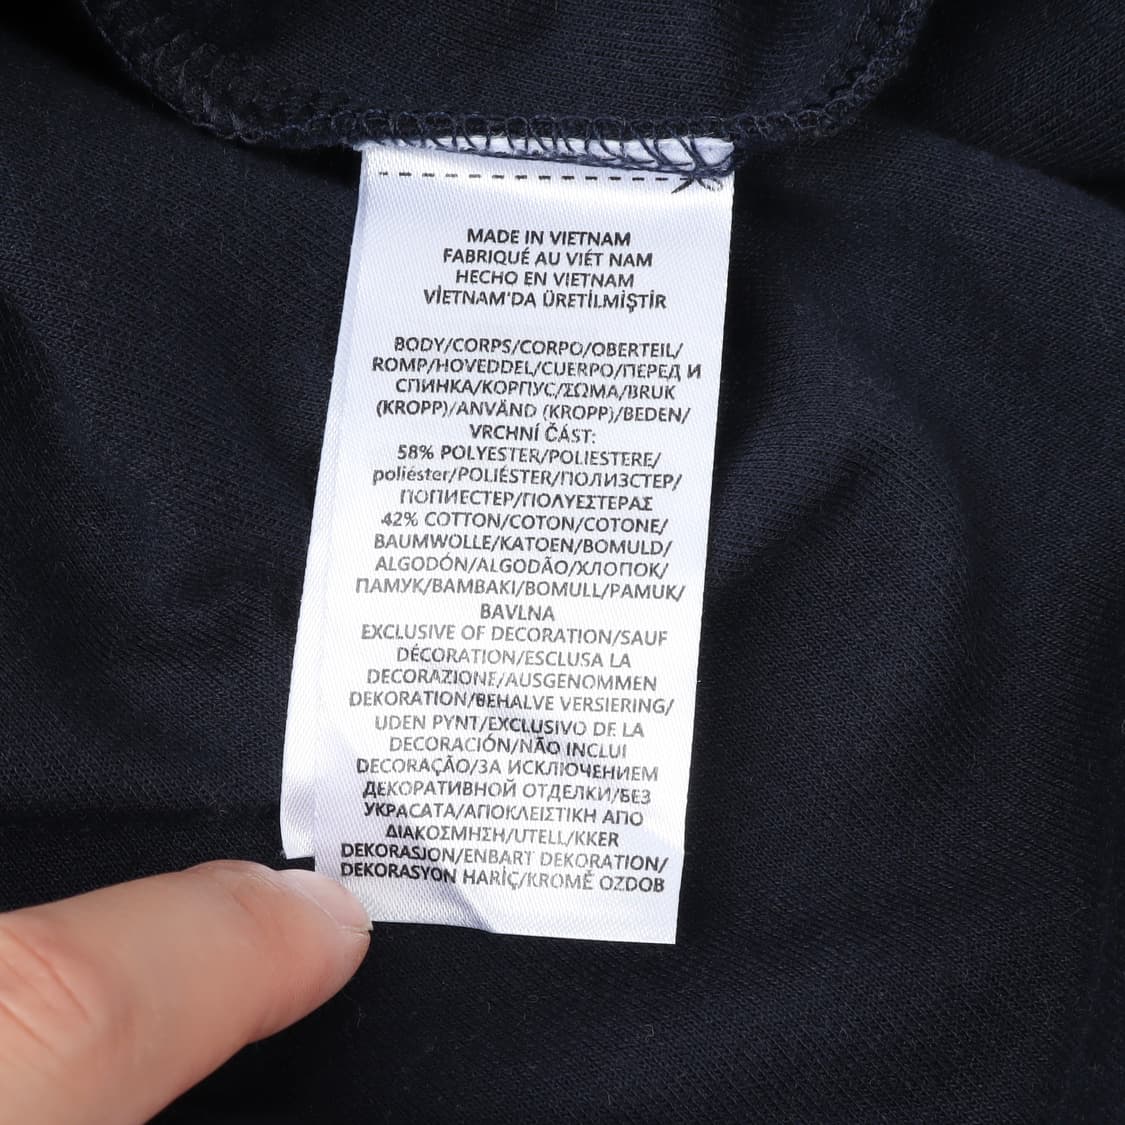 MADE IN VIETNAM
FABRIQUÉ AU VIÉT NAM
HECHO EN VIETNAM
VİETNAM'DA ÜRETİLMİŞTİR
BODY/CORPS/CORPO/OBERTEIL/
ROMP/HOVEDDEL/CUERPO/ПЕРЕД И
СПИНКА/КОРПУС/ΣΩΜΑ/BRUK
(KROPP)/ANVÄND (KROPP)/BEDEN/
VRCHNÍ ČÁST:
58% POLYESTER/POLIESTERE/
poliéster/POLIÉSTER/ПОЛИЗСТЕР/
ПОПИЕСТЕР/ΠΟΛΥΕΣΤΕΡΑΣ
42% COTTON/COTON/COTONE/
BAUMWOLLE/KATOEN/BOMULD/
ALGODÓN/ALGODÃO/ХЛОПОК/
ПАМУК/BAMBAKI/BOMULL/PAMUK/
BAVLNA
EXCLUSIVE OF DECORATION/SAUF
DÉCORATION/ESCLUSA LA
DECORAZIONE/AUSGENOMMEN
DEKORATION/BEHALVE VERSIERING/
UDEN PYNT/EXCLUSIVO DE LA
DECORACIÓN/NÃO INCLUI
DECORAÇÃO/ЗА ИСКЛЮЧЕНИЕМ
ДЕКОРАТИВНОЙ ОТДЕЛКИ/БЕЗ
УКРАСАТА/ΑΠΟΚΛΕΙΣΤΙΚΗ ΑΠΟ
ΔΙΑΚΟΣΜΗΣΗ/UTELL/KKER
DEKORASJON/ENBART DEKORATION/
DEKORASYON HARİÇ/KROMĚ OZDOB